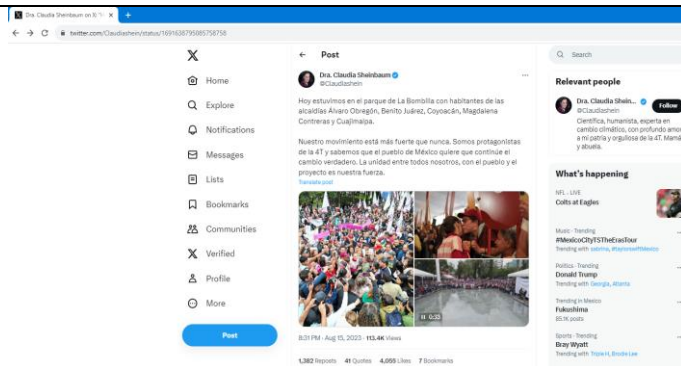 Dra. Claudia Sheinbaum on X: "H
twitter.com/Claudiashein/status/1691638795085758758
Home
Explore
Notifications
Messages
Lists
Bookmarks
Communities
Verified
Profile
More
Post
Post
Dra. Claudia Sheinbaum
@Claudiashein
Hoy estuvimos en el parque de La Bombilla con habitantes de las
alcaldías Álvaro Obregón, Benito Juárez, Coyoacán, Magdalena
Contreras y Cuajimalpa.
Nuestro movimiento está más fuerte que nunca. Somos protagonistas
de la 4T y sabemos que el pueblo de México quiere que continúe el
cambio verdadero. La unidad entre todos nosotros, con el pueblo y el
proyecto es nuestra fuerza.
Translate post
0:33
8:31 PM · Aug 15, 2023 · 113.4K Views
1,382 Reposts 41 Quotes 4,055 Likes 7 Bookmarks
Search
Relevant people
Dra. Claudia Shein...
@Claudiashein
Follow
Científica, humanista, experta en
cambio climático, con profundo amor
a mi patria y orgullosa de la 4T. Mamá
y abuela.
What's happening
NFL · LIVE
Colts at Eagles
Music · Trending
#MexicoCityTSTheErasTour
Trending with sabrina, #taylorswiftMexico
Politics · Trending
Donald Trump
Trending with Georgia, Atlanta
Trending in Mexico
Fukushima
85.1K posts
Sports · Trending
Bray Wyatt
Trending with Triple H, Brodie Lee